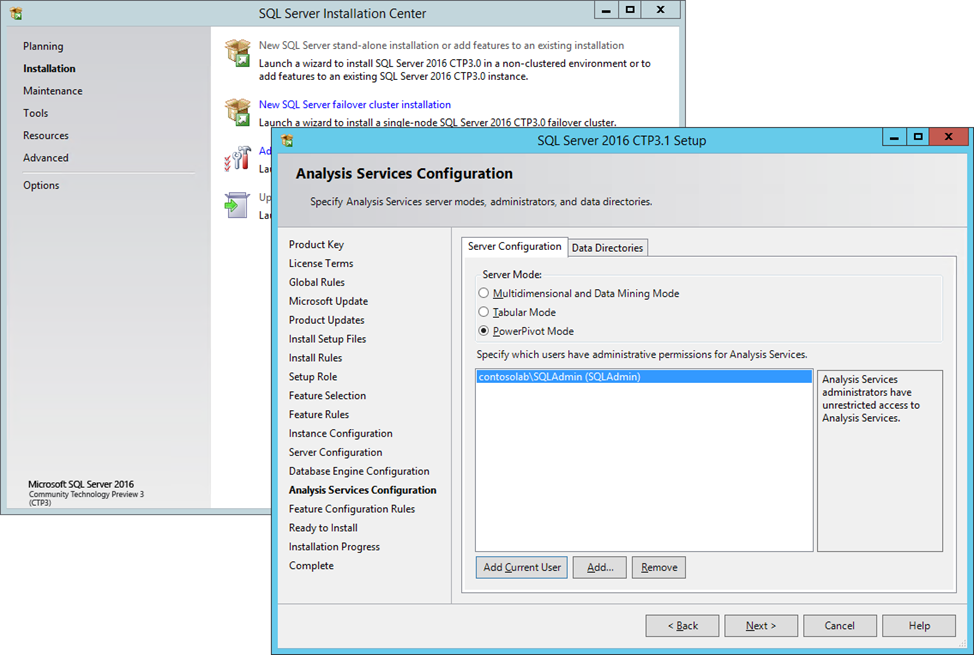 SQL Server Installation Center
Planning
Installation
Maintenance
Tools
Resources
Advanced
Options
Microsoft SQL Server 2016
Community Technology Preview 3
(CTP3)
New SQL Server stand-alone installation or add features to an existing installation
Launch a wizard to install SQL Server 2016 CTP3.0 in a non-clustered environment or to
add features to an existing SQL Server 2016 CTP3.0 instance.
New SQL Server failover cluster installation
Launch a wizard to install a single-node SQL Server 2016 CTP3.0 failover cluster.
Ad
Lau
Up
Lau
SQL Server 2016 CTP3.1 Setup
Analysis Services Configuration
Specify Analysis Services server modes, administrators, and data directories.
Product Key
License Terms
Global Rules
Microsoft Update
Product Updates
Install Setup Files
Install Rules
Setup Role
Feature Selection
Feature Rules
Instance Configuration
Server Configuration
Database Engine Configuration
Analysis Services Configuration
Feature Configuration Rules
Ready to Install
Installation Progress
Complete
Server Configuration Data Directories
Server Mode:
Multidimensional and Data Mining Mode
Tabular Mode
PowerPivot Mode
Specify which users have administrative permissions for Analysis Services.
contosolab\SQLAdmin (SQLAdmin)
Analysis Services
administrators have
unrestricted access to
Analysis Services.
Add Current User Add... Remove
< Back Next > Cancel Help